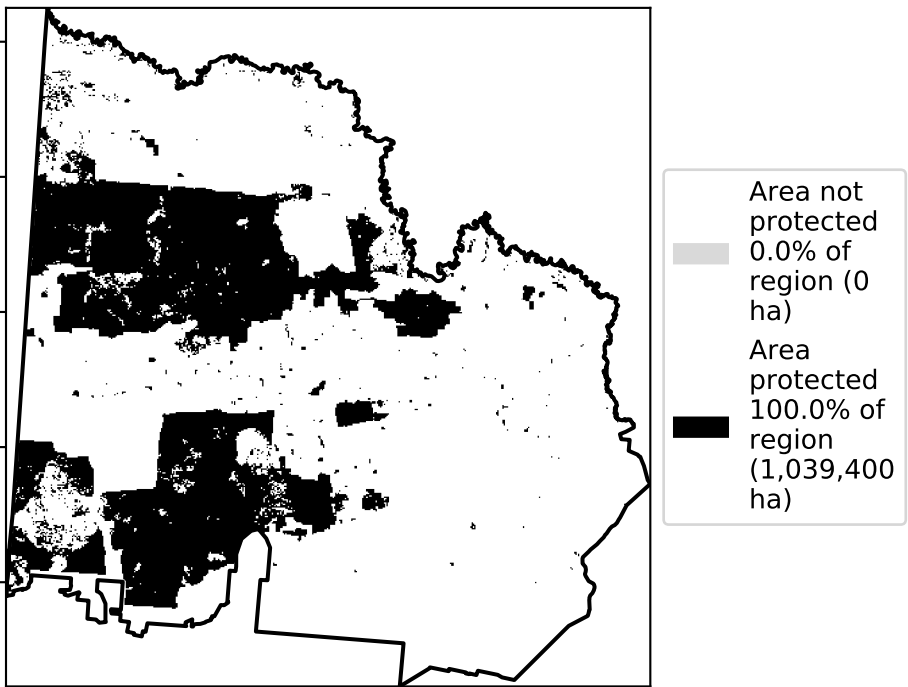 Area not
protected
0.0% of
region (0
ha)
Area
protected
100.0% of
region
(1,039,400
ha)